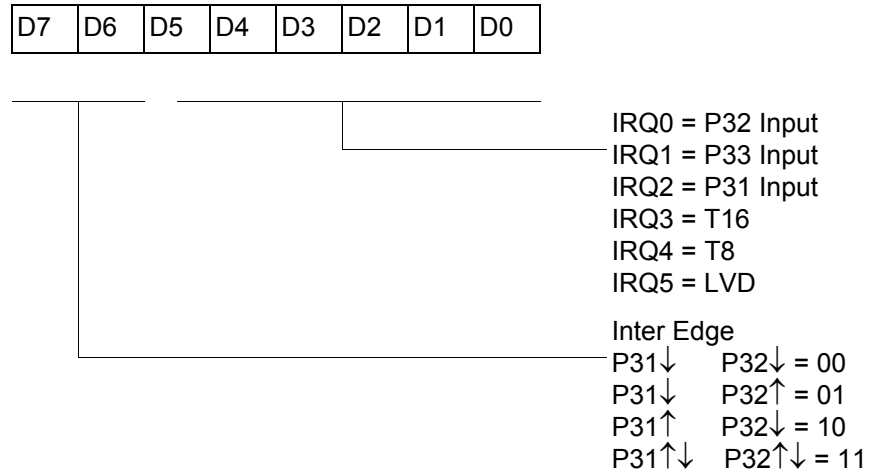 D7 D6 D5 D4 D3 D2 D1 D0
IRQ0 = P32 Input
IRQ1 = P33 Input
IRQ2 = P31 Input
IRQ3 = T16
IRQ4 = T8
IRQ5 = LVD
Inter Edge
P31↓ P32↓ = 00
P31↓ P32↑ = 01
P31↑ P32↓ = 10
P31↑↓ P32↑↓ = 11